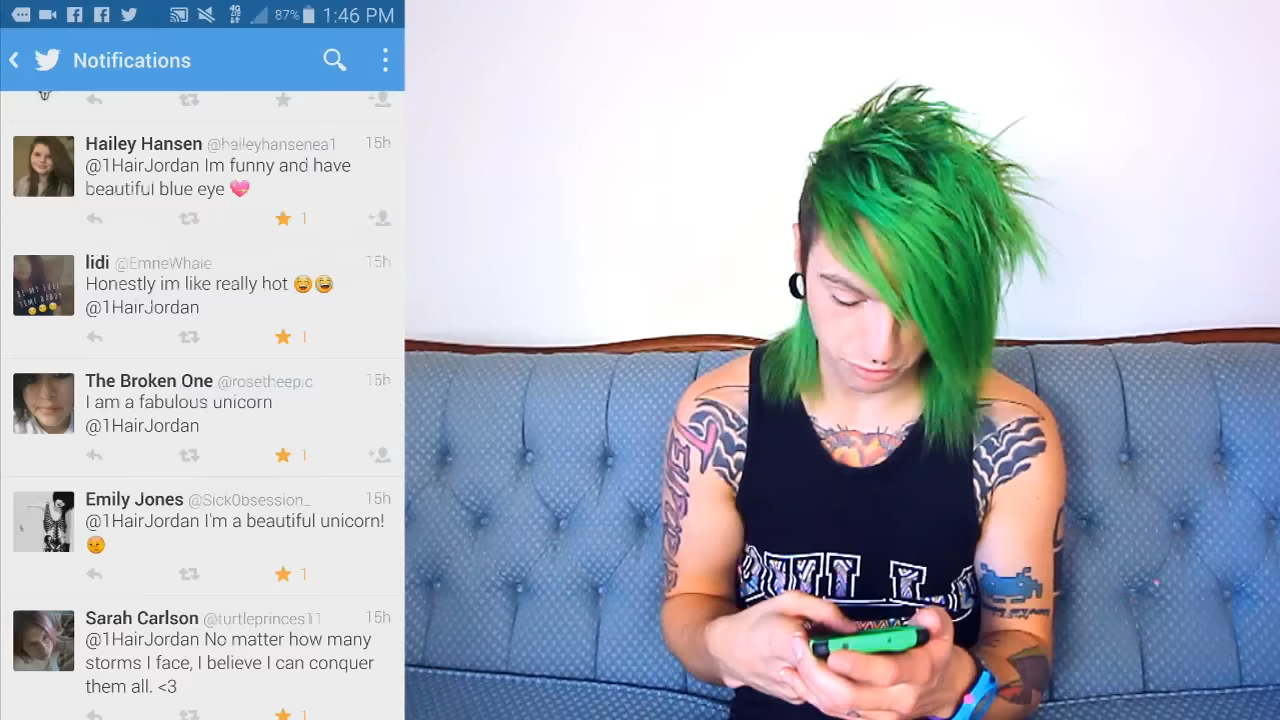 87% 1:46 PM
Notifications
Hailey Hansen @haileyhansenea1 15h
@1HairJordan Im funny and have
beautiful blue eye 💘
1
lidi @EmneWhale 15h
Honestly im like really hot 😁😂
@1HairJordan
1
The Broken One @rosetheepic 15h
I am a fabulous unicorn
@1HairJordan
1
Emily Jones @Sick0bsession_ 15h
@1HairJordan I'm a beautiful unicorn!
1
Sarah Carlson @turtleprinces11 15h
@1HairJordan No matter how many
storms I face, I believe I can conquer
them all. <3
1